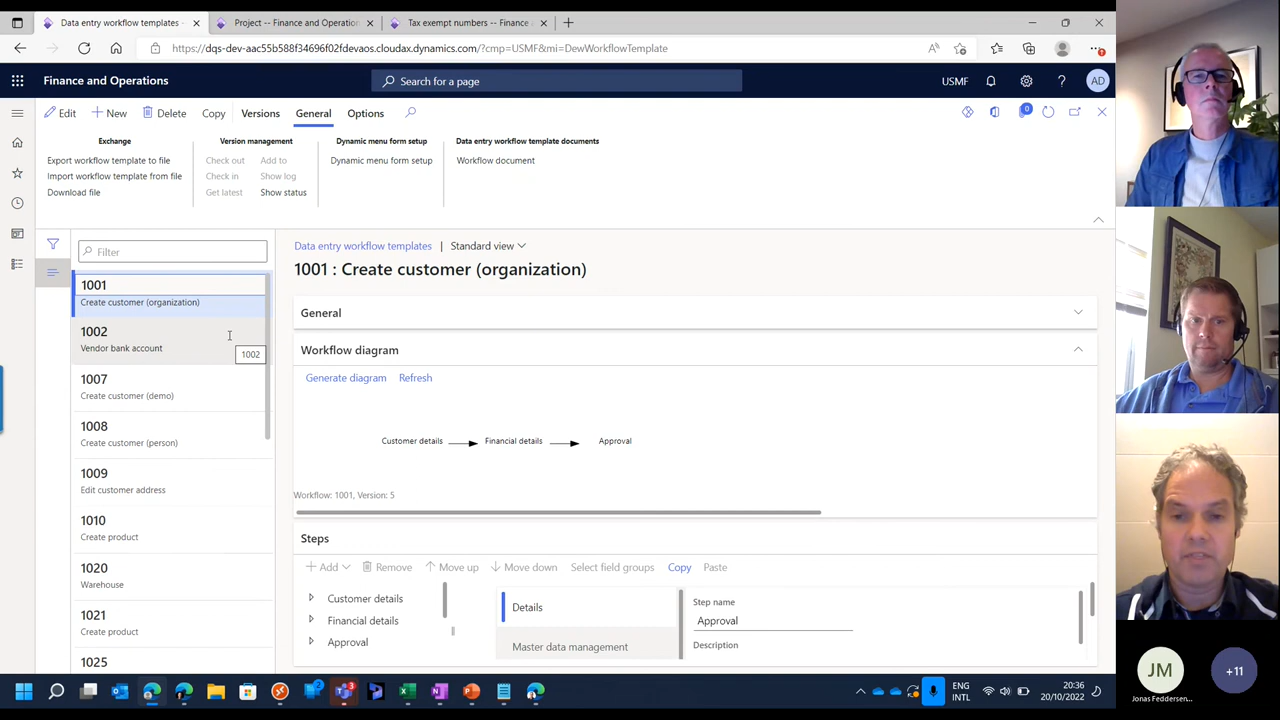 Data entry workflow templates -
Project -- Finance and Operation
Tax exempt numbers -- Finance
https://dqs-dev-aac55b588f34696f02fdevaos.cloudax.dynamics.com/?cmp=USMF&mi=DewWorkflowTemplate
Finance and Operations
Search for a page
USMF
AD
Edit
New
Delete
Copy
Versions
General
Options
0
Exchange
Version management
Dynamic menu form setup
Data entry workflow template documents
Export workflow template to file
Check out
Add to
Dynamic menu form setup
Workflow document
Import workflow template from file
Check in
Show log
Download file
Get latest
Show status
Filter
Data entry workflow templates | Standard view
1001 : Create customer (organization)
1001
Create customer (organization)
1002
Vendor bank account
1002
1007
Create customer (demo)
1008
Create customer (person)
1009
Edit customer address
1010
Create product
1020
Warehouse
1021
Create product
1025
General
Workflow diagram
Generate diagram
Refresh
Customer details
Financial details
Approval
Workflow: 1001, Version: 5
Steps
Add
Remove
Move up
Move down
Select field groups
Copy
Paste
Customer details
Financial details
Approval
Details
Master data management
Step name
Approval
Description
JM
Jonas Feddersen...
+11
3
ENG
INTL
20:36
20/10/2022